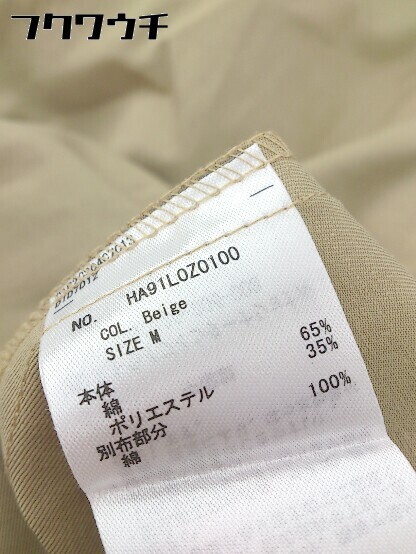 フクワウチ
NO. HA91L0Z0100
COL. Beige
SIZE M
本体
綿 65%
ポリエステル 35%
別布部分
綿 100%